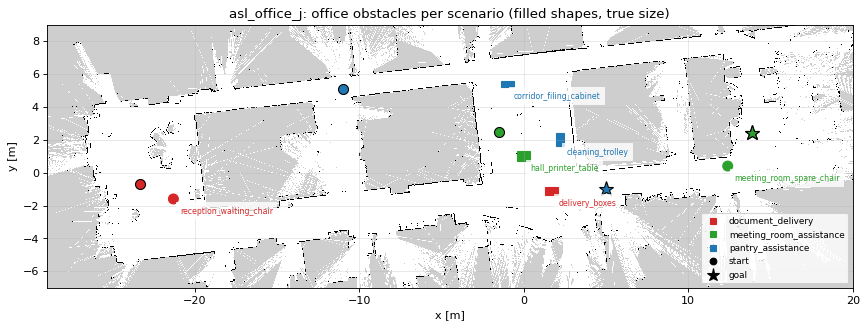 asl_office_j: office obstacles per scenario (filled shapes, true size)
y [m]
8
6
4
2
0
−2
−4
−6
corridor_filing_cabinet
cleaning_trolley
hall_printer_table
meeting_room_spare_chair
delivery_boxes
reception_waiting_chair
document_delivery
meeting_room_assistance
pantry_assistance
start
goal
−20
−10
0
10
20
x [m]